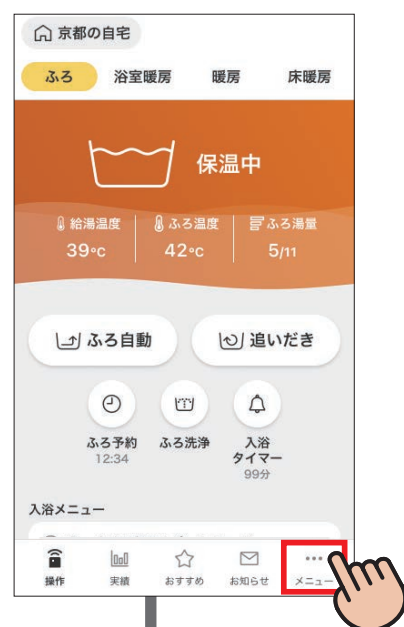 京都の自宅
ふろ 浴室暖房 暖房 床暖房
保温中
給湯温度 ふろ温度 ふろ湯量
39℃ 42℃ 5/11
ふろ自動 追いだき
ふろ予約 ふろ洗浄 入浴タイマー
12:34 99分
入浴メニュー
操作 実績 おすすめ お知らせ メニュー